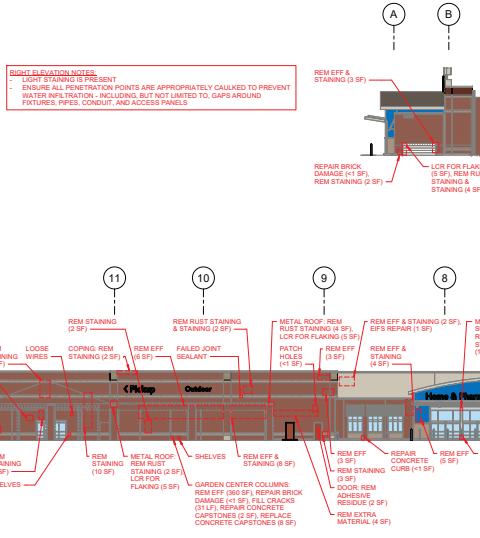 A
B
RIGHT ELEVATION NOTES:
- LIGHT STAINING IS PRESENT
- ENSURE ALL PENETRATION POINTS ARE APPROPRIATELY CAULKED TO PREVENT
WATER INFILTRATION - INCLUDING, BUT NOT LIMITED TO, GAPS AROUND
FIXTURES, PIPES, CONDUIT, AND ACCESS PANELS
REM EFF &
STAINING (3 SF)
REPAIR BRICK
DAMAGE (<1 SF),
REM STAINING (2 SF)
LCR FOR FLAK
(5 SF), REM RU
STAINING &
STAINING (4 SF
11
10
9
8
REM STAINING
(2 SF)
REM RUST STAINING
& STAINING (2 SF)
METAL ROOF: REM
RUST STAINING (4 SF),
LCR FOR FLAKING (5 SF)
REM EFF & STAINING (2 SF),
EIFS REPAIR (1 SF)
LOOSE
WIRES
COPING: REM
STAINING (2 SF)
REM EFF
(6 SF)
FAILED JOINT
SEALANT
PATCH
HOLES
(<1 SF)
REM EFF
(3 SF)
REM EFF &
STAINING
(4 SF)
Pickup
Outdoor
Home & Pharm
REM
STAINING
(10 SF)
METAL ROOF:
REM RUST
STAINING (2 SF)
LCR FOR
FLAKING (5 SF)
SHELVES
REM EFF &
STAINING (8 SF)
GARDEN CENTER COLUMNS:
REM EFF (360 SF), REPAIR BRICK
DAMAGE (<1 SF), FILL CRACKS
(31 LF), REPAIR CONCRETE
CAPSTONES (2 SF), REPLACE
CONCRETE CAPSTONES (8 SF)
REM EFF
(3 SF)
REM STAINING
(3 SF)
DOOR: REM
ADHESIVE
RESIDUE (2 SF)
REM EXTRA
MATERIAL (4 SF)
REPAIR
CONCRETE
CURB (<1 SF)
REM EFF
(5 SF)